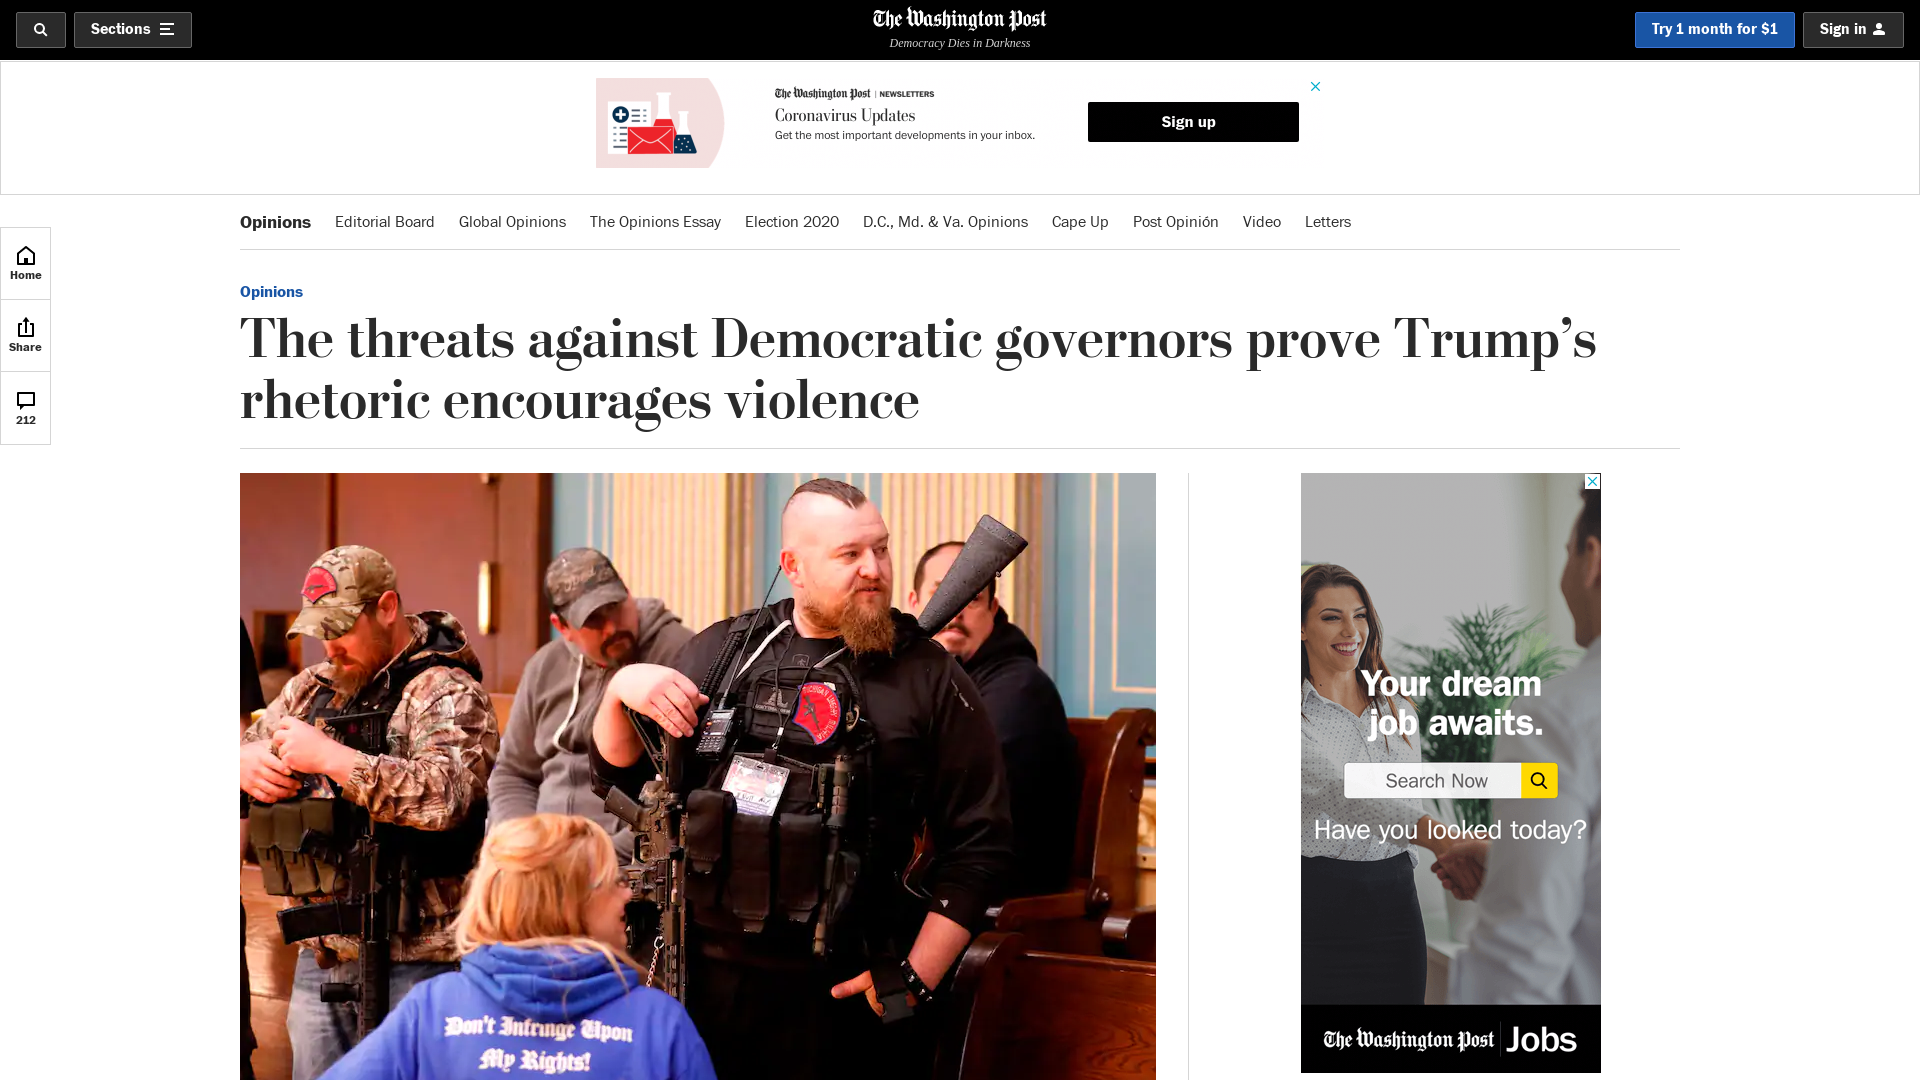 Sections
The Washington Post
Democracy Dies in Darkness
Try 1 month for $1
Sign in
The Washington Post | NEWSLETTERS
Coronavirus Updates
Get the most important developments in your inbox.
Sign up
Opinions Editorial Board Global Opinions The Opinions Essay Election 2020 D.C., Md. & Va. Opinions Cape Up Post Opinión Video Letters
Home
Share
212
Opinions
The threats against Democratic governors prove Trump’s
rhetoric encourages violence
Don't Infringe Upon
My Rights!
Your dream
job awaits.
Search Now
Have you looked today?
The Washington Post | Jobs